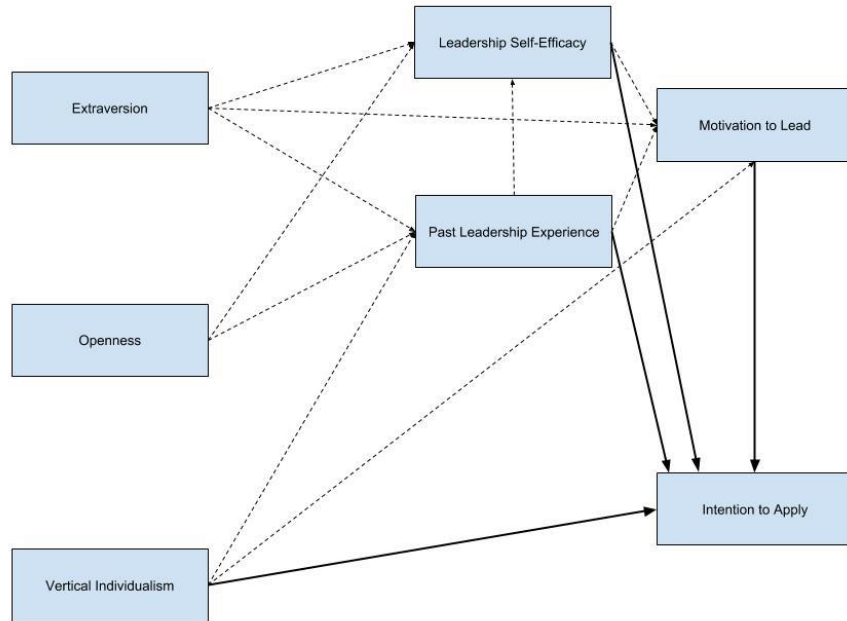 Leadership Self-Efficacy
Extraversion
Motivation to Lead
Past Leadership Experience
Openness
Intention to Apply
Vertical Individualism